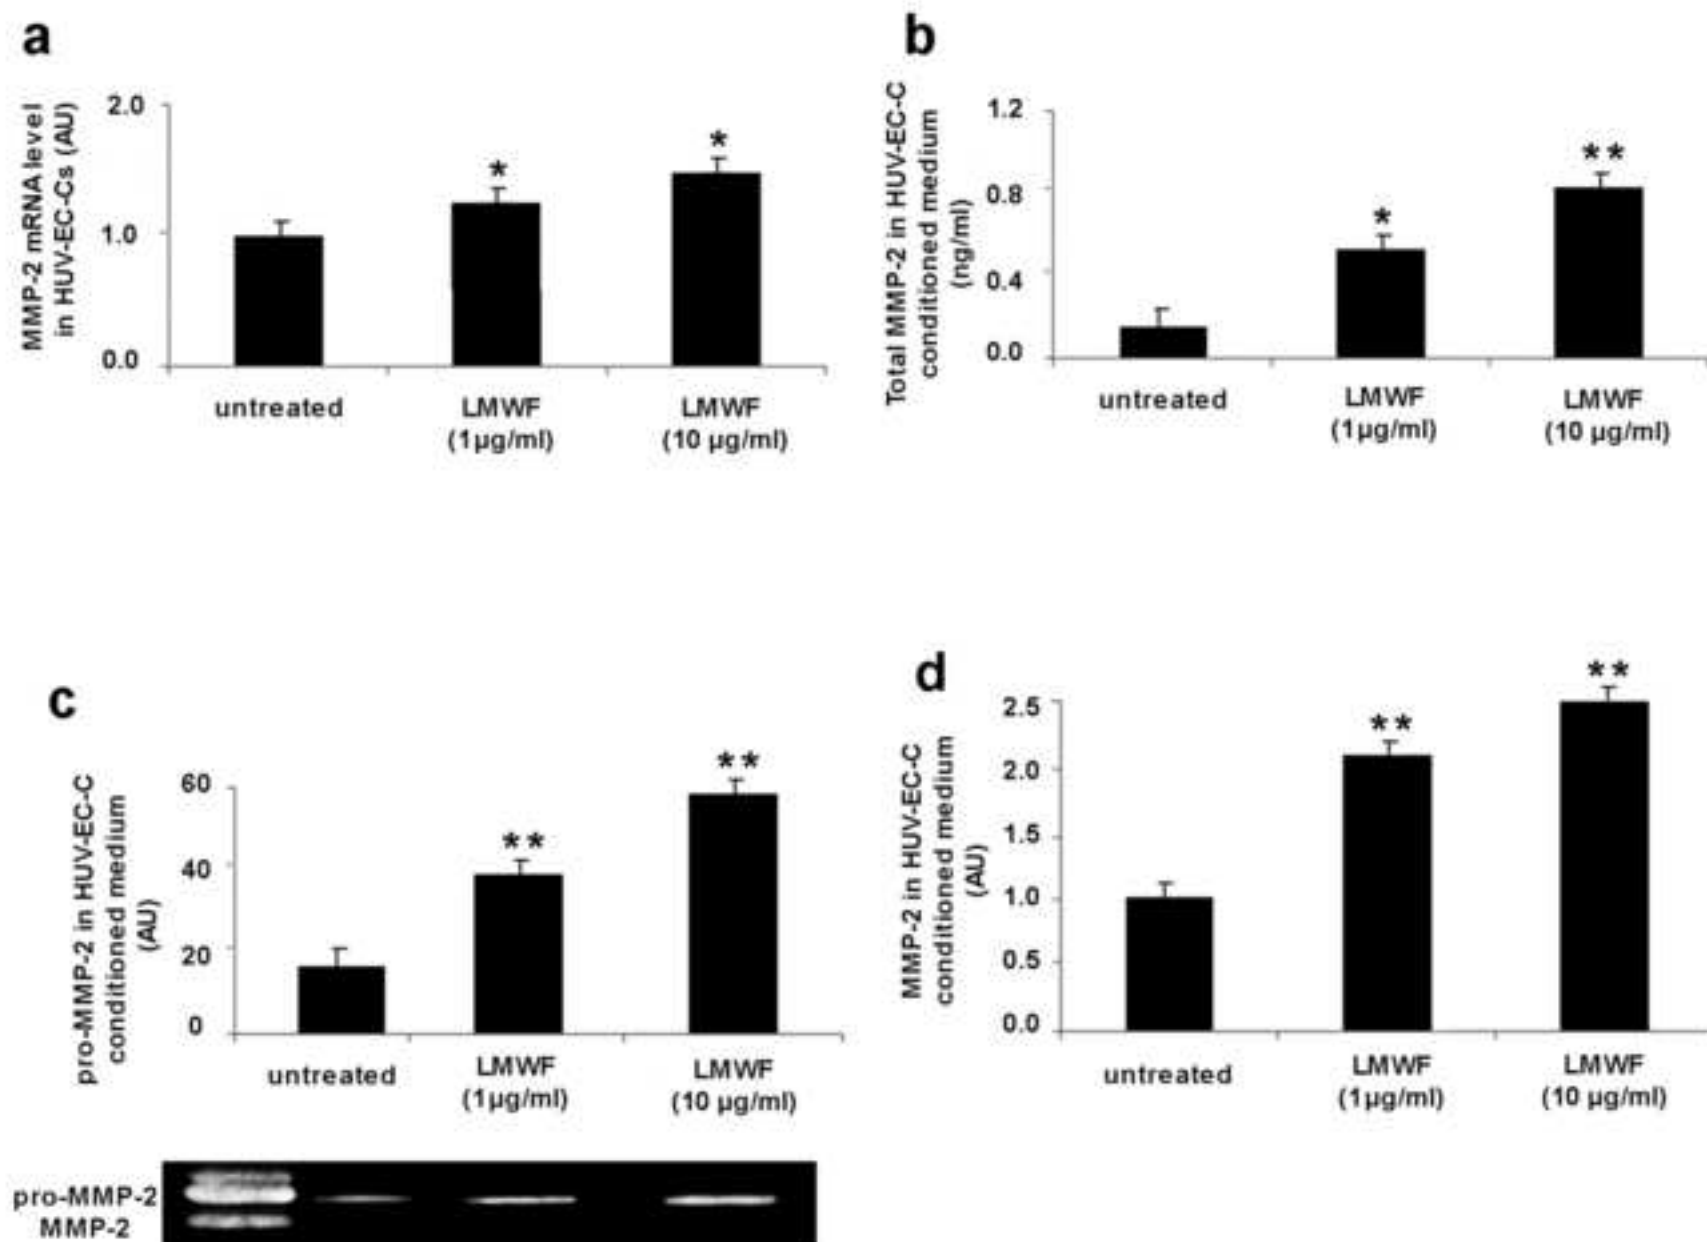 a
MMP-2 mRNA level
in HUV-EC-Cs (AU)
2.0
1.0
0.0
*
*
untreated
LMWF
(1µg/ml)
LMWF
(10 µg/ml)
b
Total MMP-2 in HUV-EC-C
conditioned medium
(ng/ml)
1.2
0.8
0.4
0.0
*
**
untreated
LMWF
(1µg/ml)
LMWF
(10 µg/ml)
c
pro-MMP-2 in HUV-EC-C
conditioned medium
(AU)
60
40
20
0
**
**
untreated
LMWF
(1µg/ml)
LMWF
(10 µg/ml)
pro-MMP-2
MMP-2
d
MMP-2 in HUV-EC-C
conditioned medium
(AU)
2.5
2.0
1.5
1.0
0.5
0.0
**
**
untreated
LMWF
(1µg/ml)
LMWF
(10 µg/ml)